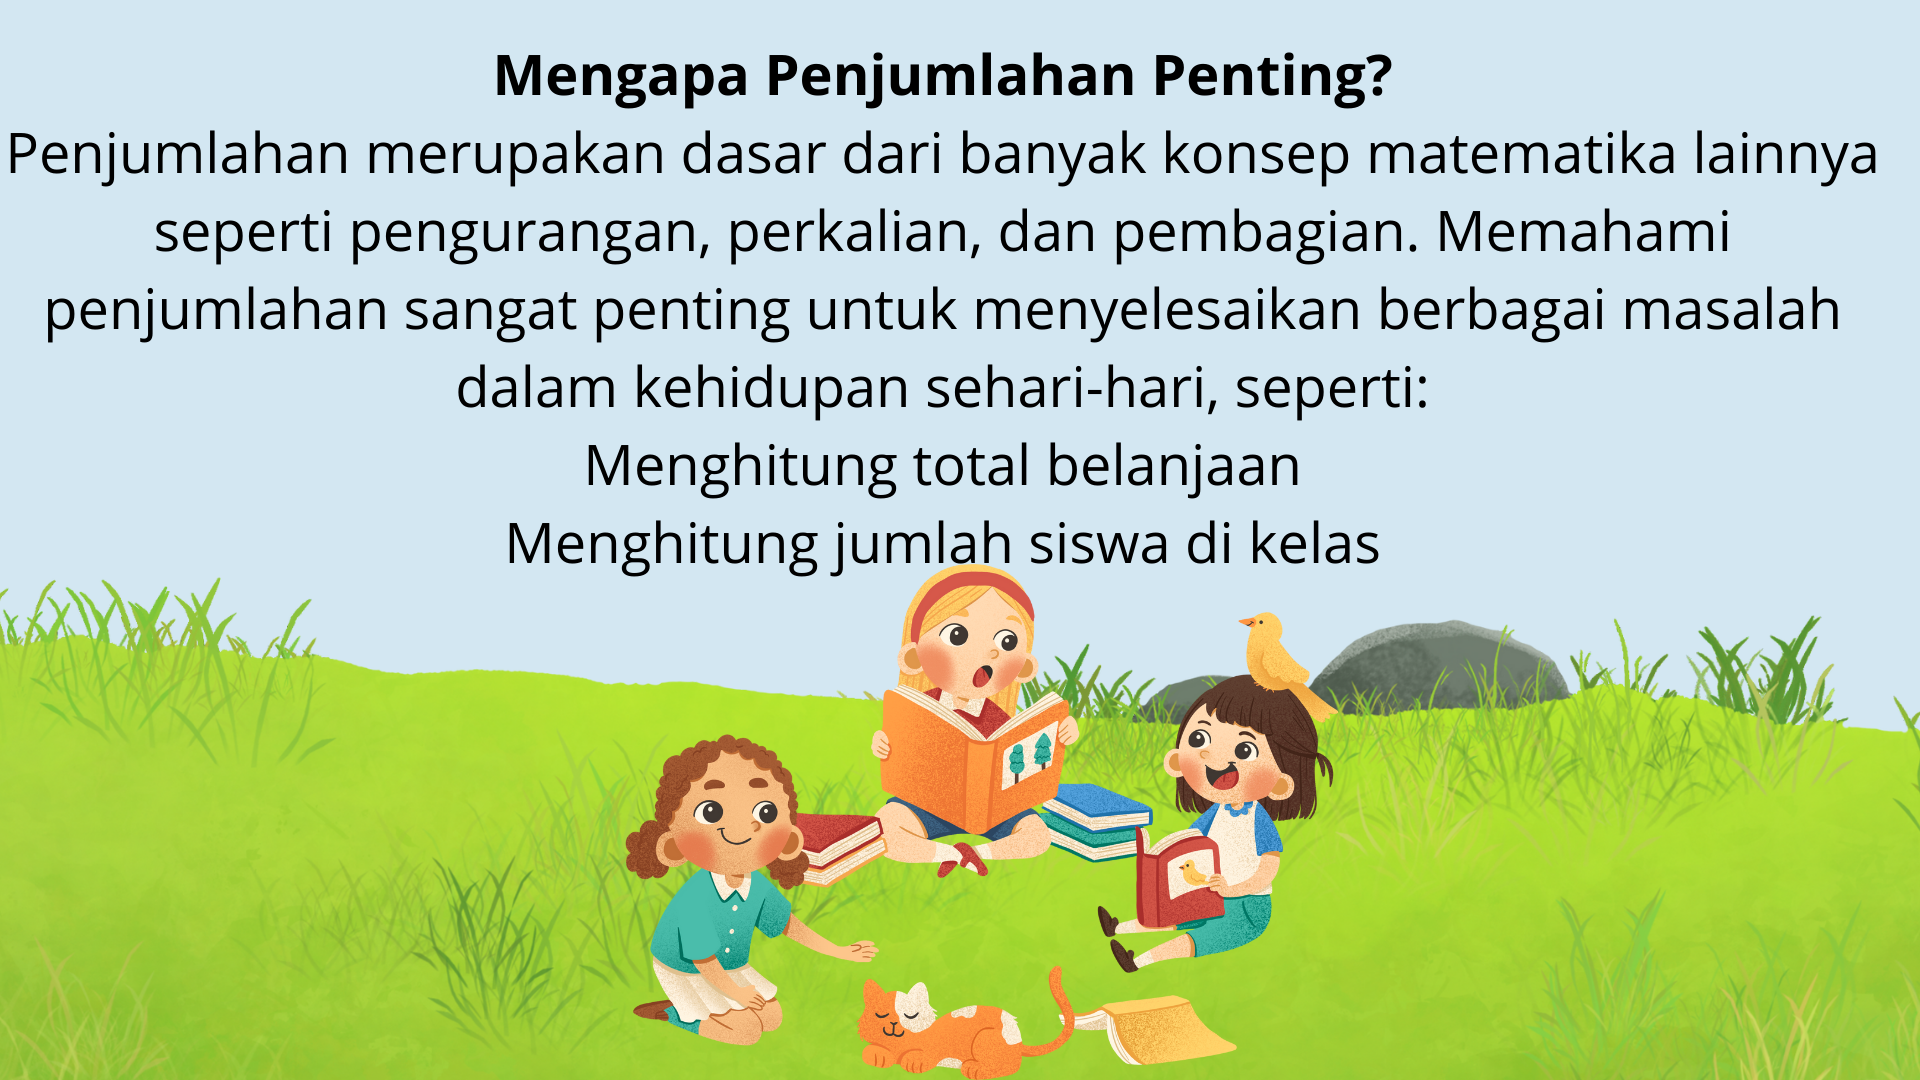 Mengapa Penjumlahan Penting?
Penjumlahan merupakan dasar dari banyak konsep matematika lainnya
seperti pengurangan, perkalian, dan pembagian. Memahami
penjumlahan sangat penting untuk menyelesaikan berbagai masalah
dalam kehidupan sehari-hari, seperti:
Menghitung total belanjaan
Menghitung jumlah siswa di kelas